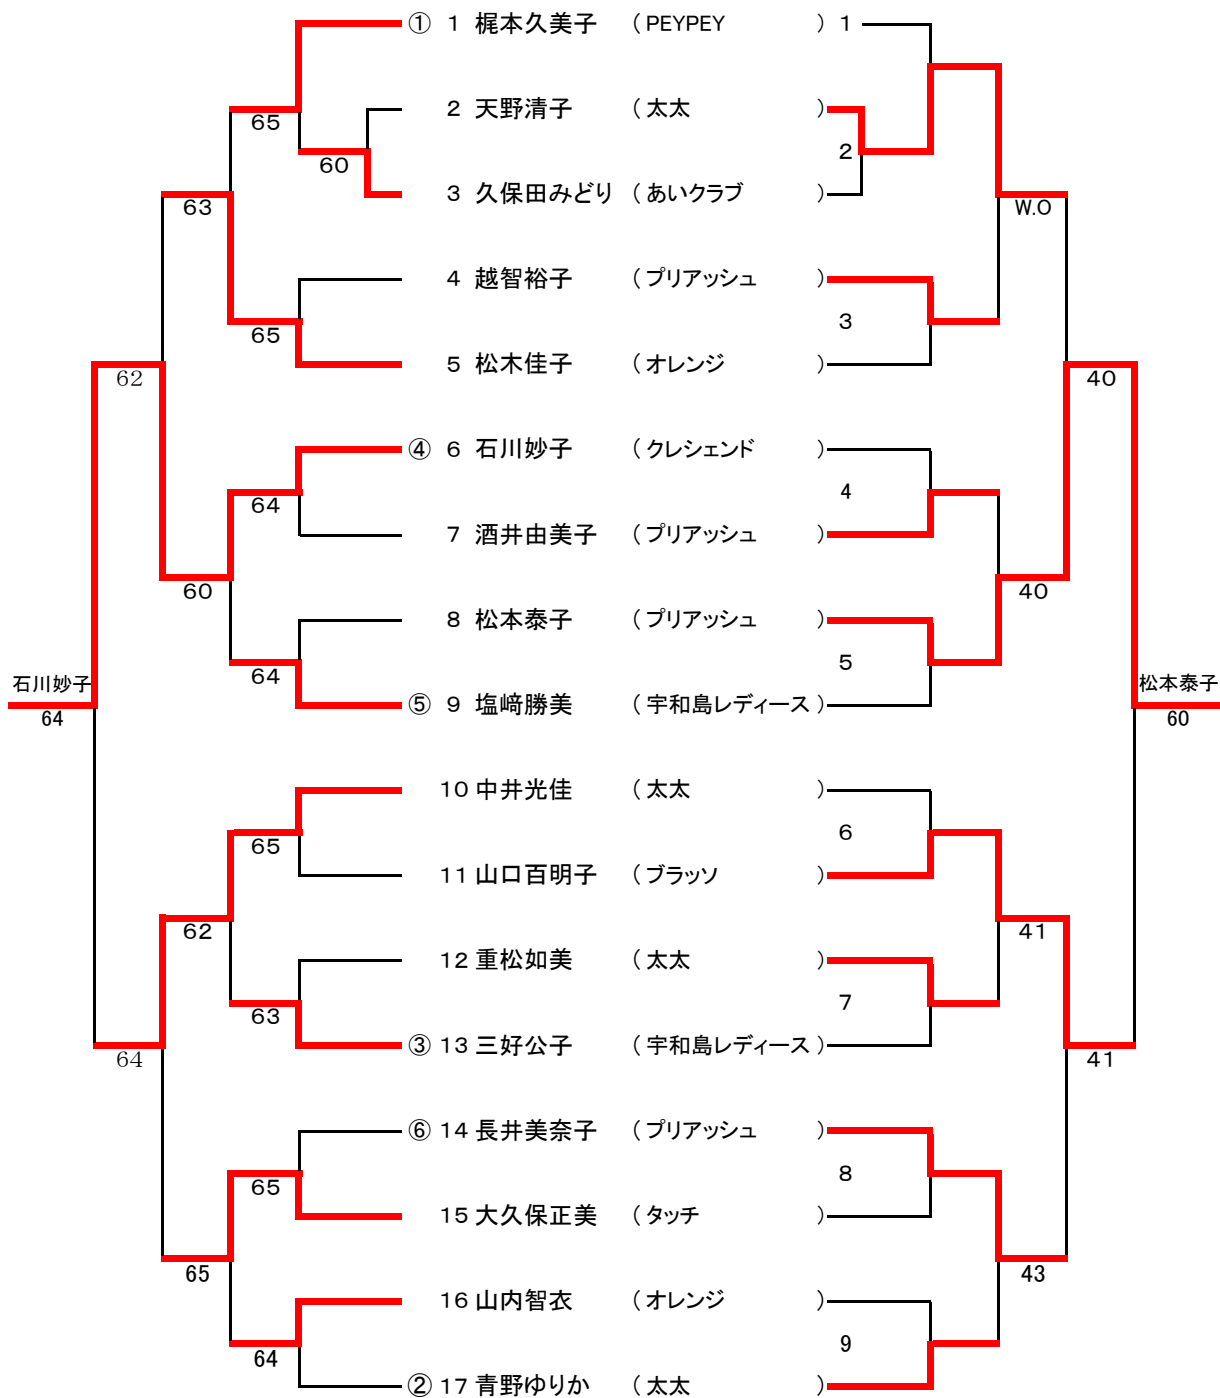 ① 1 梶本久美子 （ PEYPEY ） 1
65
2 天野清子 （ 太太 ）
60 2
3 久保田みどり （ あいクラブ ）
63 W.O
4 越智裕子 （ プリアッシュ ）
65 3
5 松木佳子 （ オレンジ ）
62 40
④ 6 石川妙子 （ クレシェンド ）
64 4
7 酒井由美子 （ プリアッシュ ）
60 40
8 松本泰子 （ プリアッシュ ）
64 5
石川妙子 松本泰子
⑤ 9 塩﨑勝美 （ 宇和島レディース ）
64 60
10 中井光佳 （ 太太 ）
65 6
11 山口百明子 （ ブラッソ ）
62 41
12 重松如美 （ 太太 ）
63 7
③ 13 三好公子 （ 宇和島レディース ）
64 41
⑥ 14 長井美奈子 （ プリアッシュ ）
65 8
15 大久保正美 （ タッチ ）
65 43
16 山内智衣 （ オレンジ ）
64 9
② 17 青野ゆりか （ 太太 ）